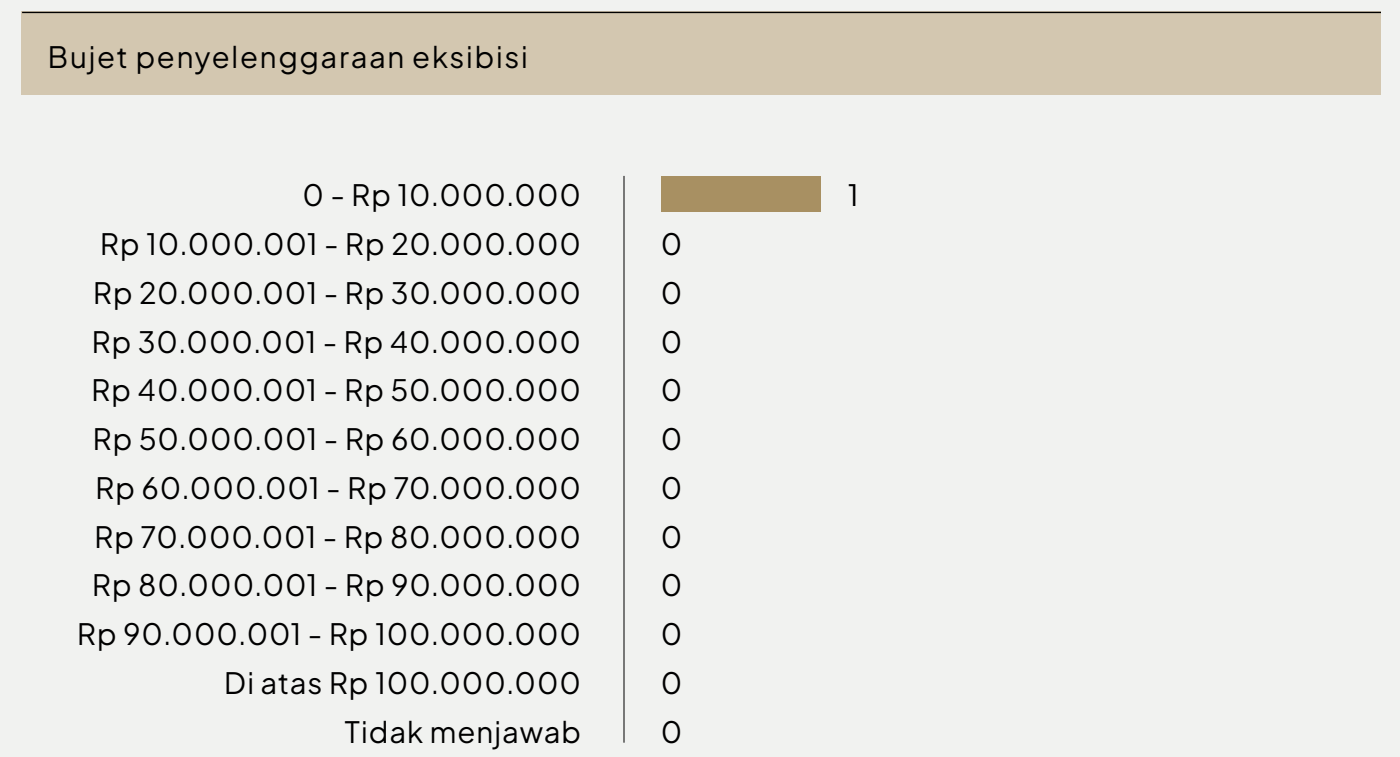 Bujet penyelenggaraan eksibisi
0 - Rp 10.000.000 1
Rp 10.000.001 - Rp 20.000.000 0
Rp 20.000.001 - Rp 30.000.000 0
Rp 30.000.001 - Rp 40.000.000 0
Rp 40.000.001 - Rp 50.000.000 0
Rp 50.000.001 - Rp 60.000.000 0
Rp 60.000.001 - Rp 70.000.000 0
Rp 70.000.001 - Rp 80.000.000 0
Rp 80.000.001 - Rp 90.000.000 0
Rp 90.000.001 - Rp 100.000.000 0
Di atas Rp 100.000.000 0
Tidak menjawab 0